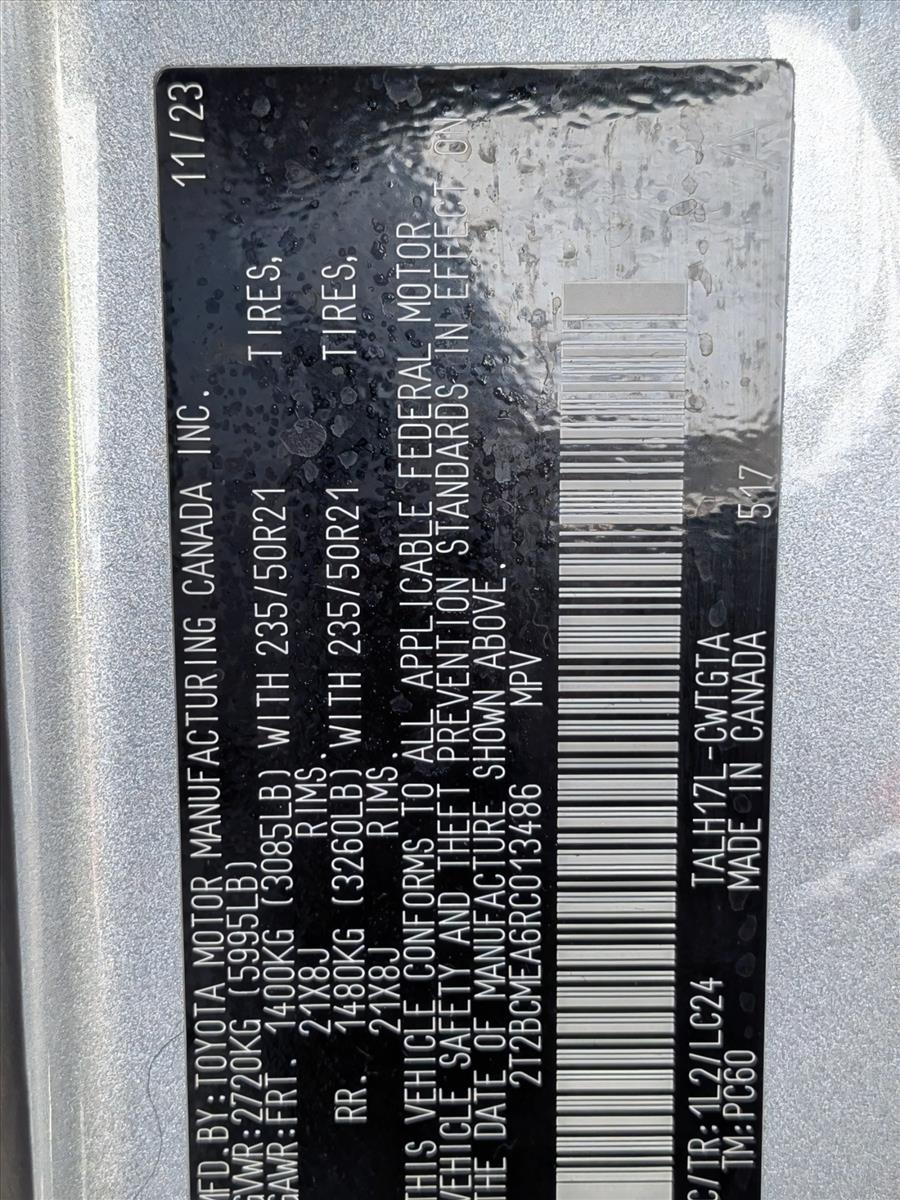 MFD.BY:TOYOTA MOTOR MANUFACTURING CANADA INC. 11/23
GVWR:2720KG (5995LB)
GAWR:FRT. 1400KG (3085LB) WITH 235/50R21 TIRES,
21X8J RIMS.
RR. 1480KG (3260LB) WITH 235/50R21 TIRES,
21X8J RIMS.
THIS VEHICLE CONFORMS TO ALL APPLICABLE FEDERAL MOTOR
VEHICLE SAFETY AND THEFT PREVENTION STANDARDS IN EFFECT ON
THE DATE OF MANUFACTURE SHOWN ABOVE.
2T2BCMEA6RC013486 MPV
C/TR:1L2/LC24 TALH17L-CWTGTA
TM:PC60 MADE IN CANADA 517